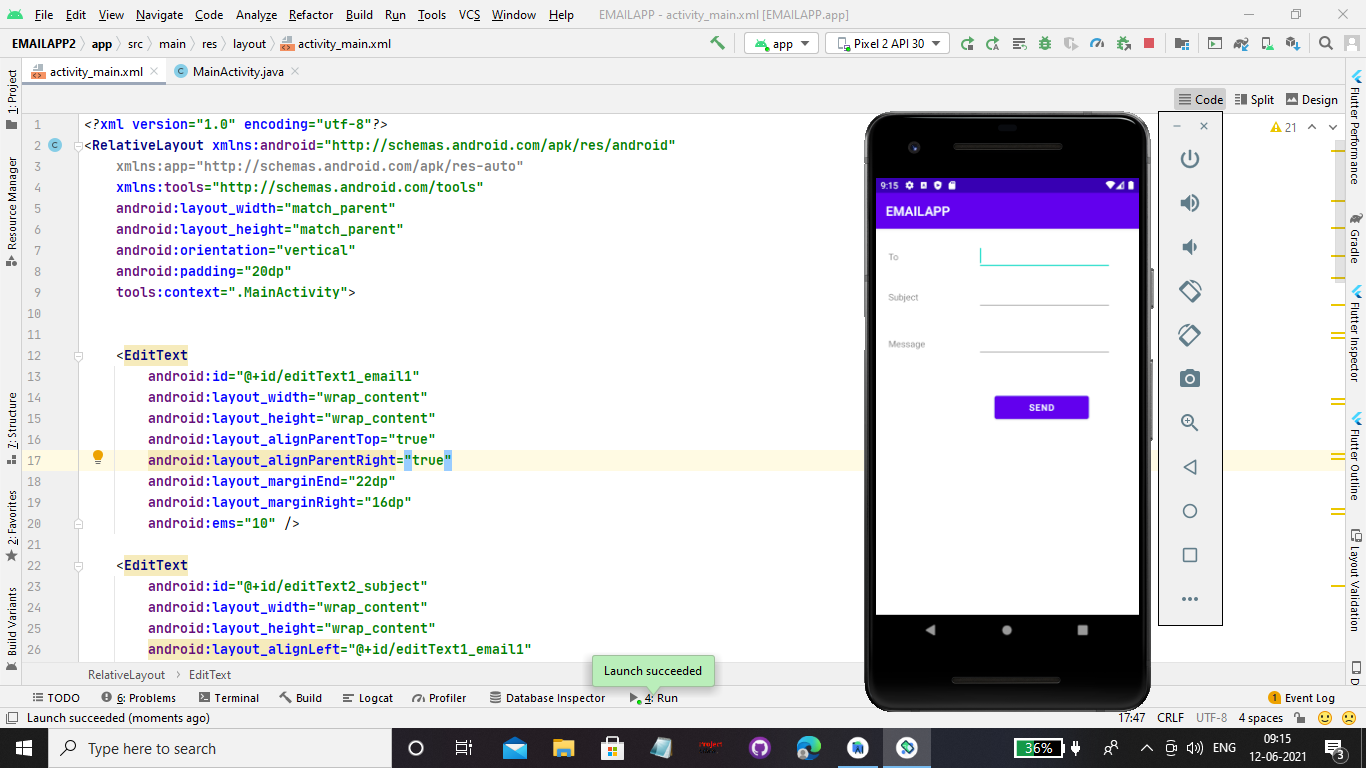 File Edit View Navigate Code Analyze Refactor Build Run Tools VCS Window Help EMAILAPP - activity_main.xml [EMAILAPP.app]
EMAILAPP2 app src main res layout activity_main.xml app Pixel 2 API 30
activity_main.xml MainActivity.java
Code Split Design
1: Project
Resource Manager
7: Structure
2: Favorites
Build Variants
21
1 <?xml version="1.0" encoding="utf-8"?>
2 <RelativeLayout xmlns:android="http://schemas.android.com/apk/res/android"
3 xmlns:app="http://schemas.android.com/apk/res-auto"
4 xmlns:tools="http://schemas.android.com/tools"
5 android:layout_width="match_parent"
6 android:layout_height="match_parent"
7 android:orientation="vertical"
8 android:padding="20dp"
9 tools:context=".MainActivity">
10
11
12 <EditText
13 android:id="@+id/editText1_email1"
14 android:layout_width="wrap_content"
15 android:layout_height="wrap_content"
16 android:layout_alignParentTop="true"
17 android:layout_alignParentRight="true"
18 android:layout_marginEnd="22dp"
19 android:layout_marginRight="16dp"
20 android:ems="10" />
21
22 <EditText
23 android:id="@+id/editText2_subject"
24 android:layout_width="wrap_content"
25 android:layout_height="wrap_content"
26 android:layout_alignLeft="@+id/editText1_email1"
9:15
EMAILAPP
To
Subject
Message
SEND
Flutter Performance
Gradle
Flutter Inspector
Flutter Outline
Layout Validation
D
RelativeLayout EditText
Launch succeeded
TODO 6: Problems Terminal Build Logcat Profiler Database Inspector 4: Run 1 Event Log
Launch succeeded (moments ago) 17:47 CRLF UTF-8 4 spaces
Type here to search 36% ENG 09:15
12-06-2021
3